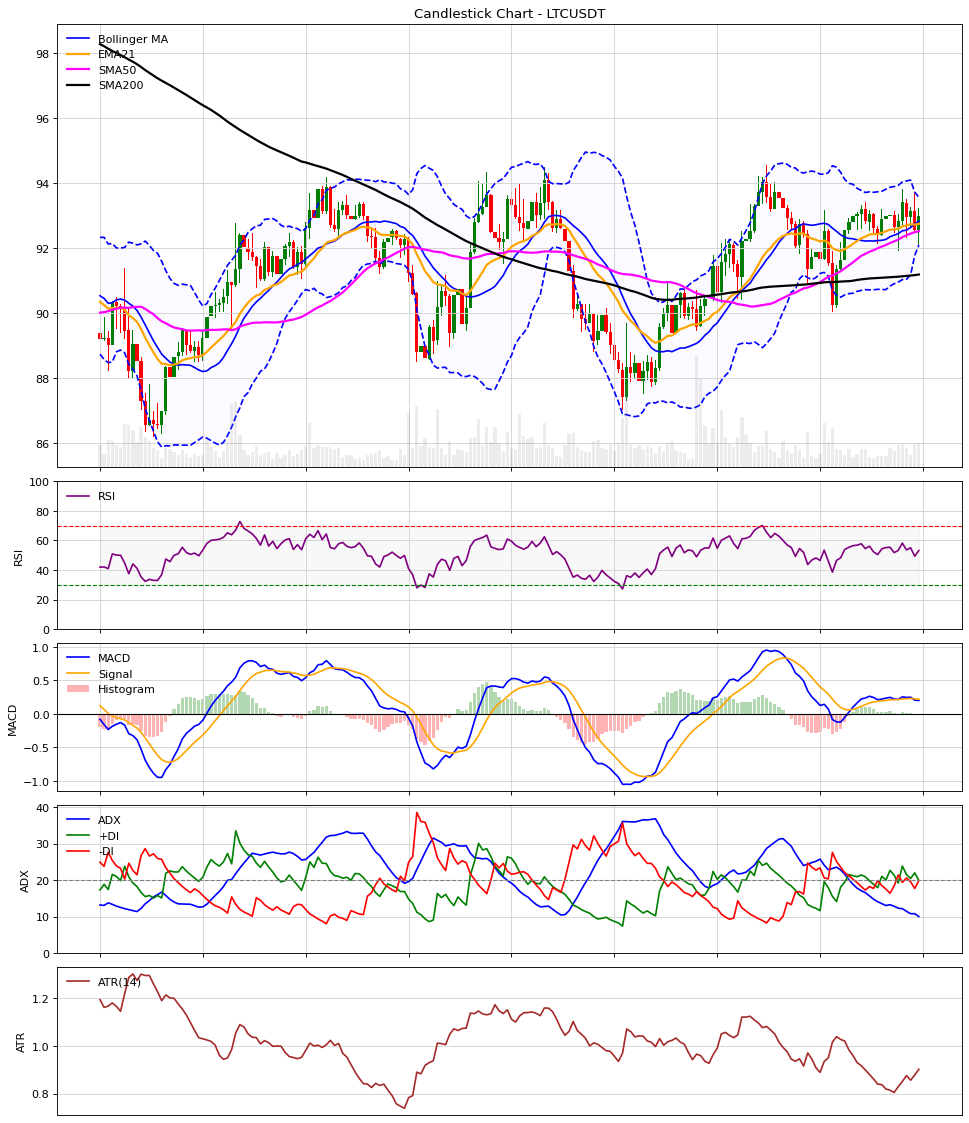 Candlestick Chart - LTCUSDT
Bollinger MA
EMA21
SMA50
SMA200
98
96
94
92
90
88
86
RSI
100
80
60
40
20
0
RSI
MACD
Signal
Histogram
1.0
0.5
0.0
−0.5
−1.0
MACD
ADX
+DI
-DI
40
30
20
10
0
ADX
ATR(14)
1.2
1.0
0.8
ATR